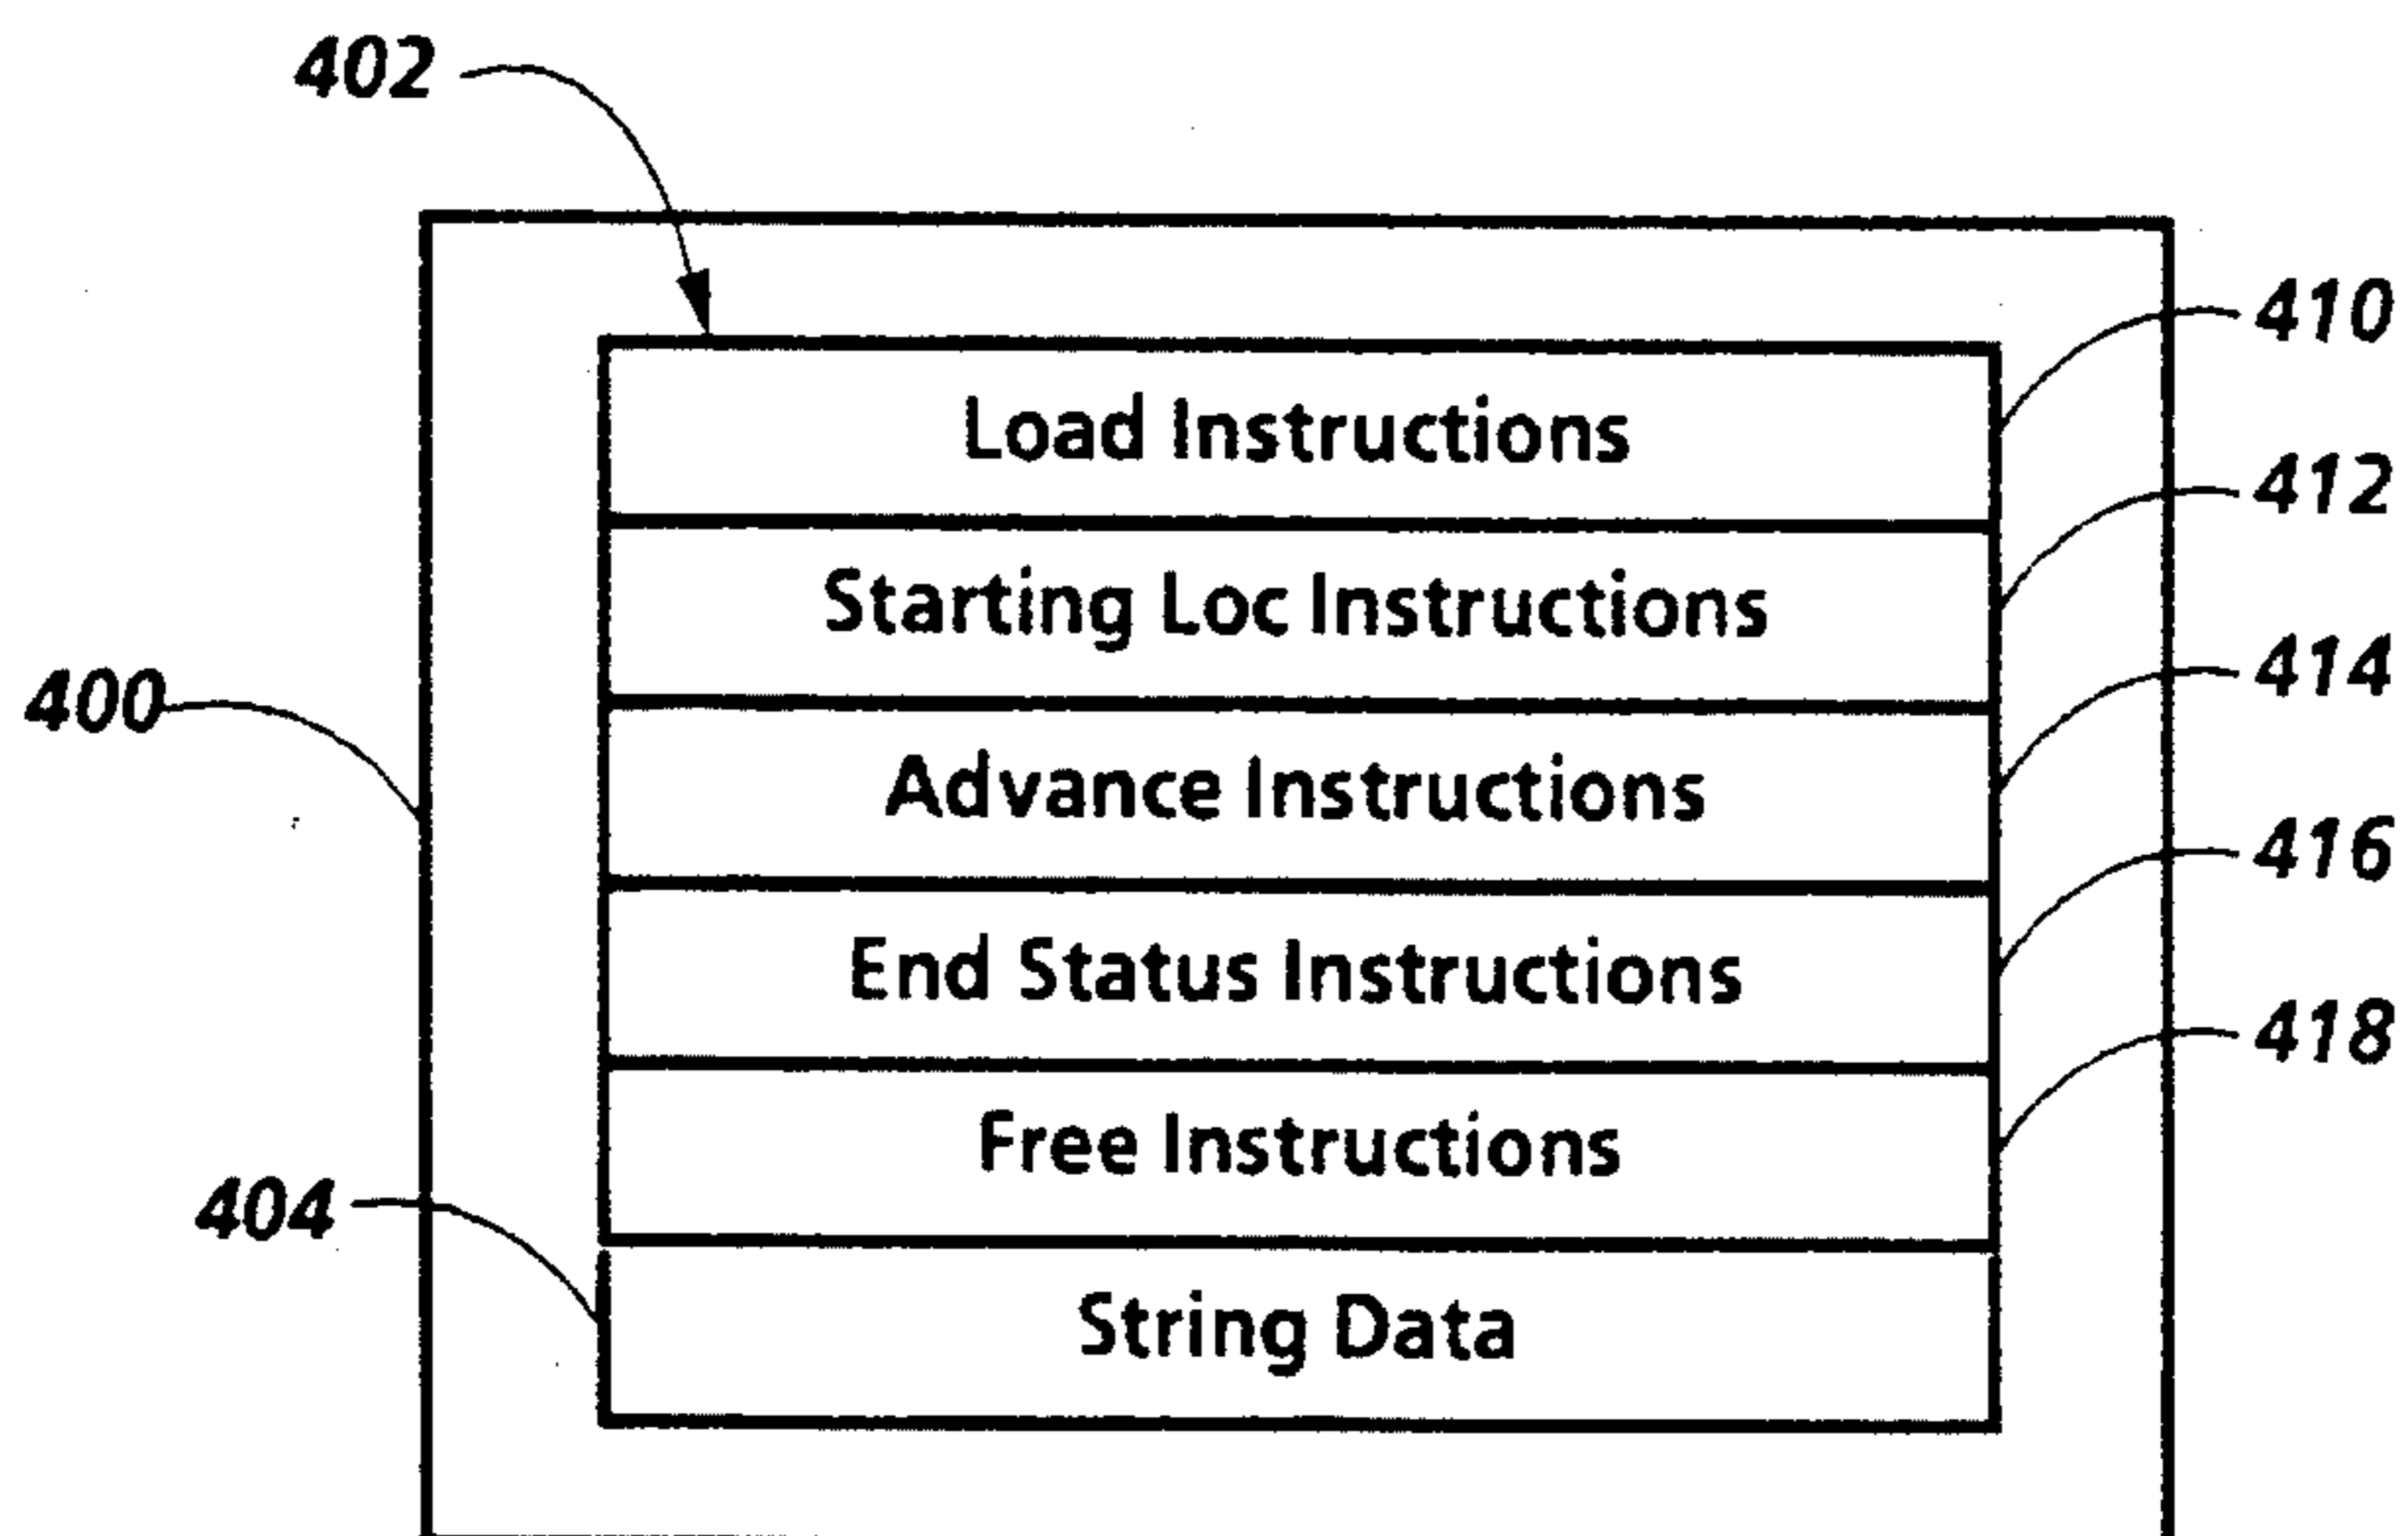 402
410
Load Instructions
412
Starting Loc Instructions
414
400
Advance Instructions
416
End Status Instructions
418
Free Instructions
404
String Data